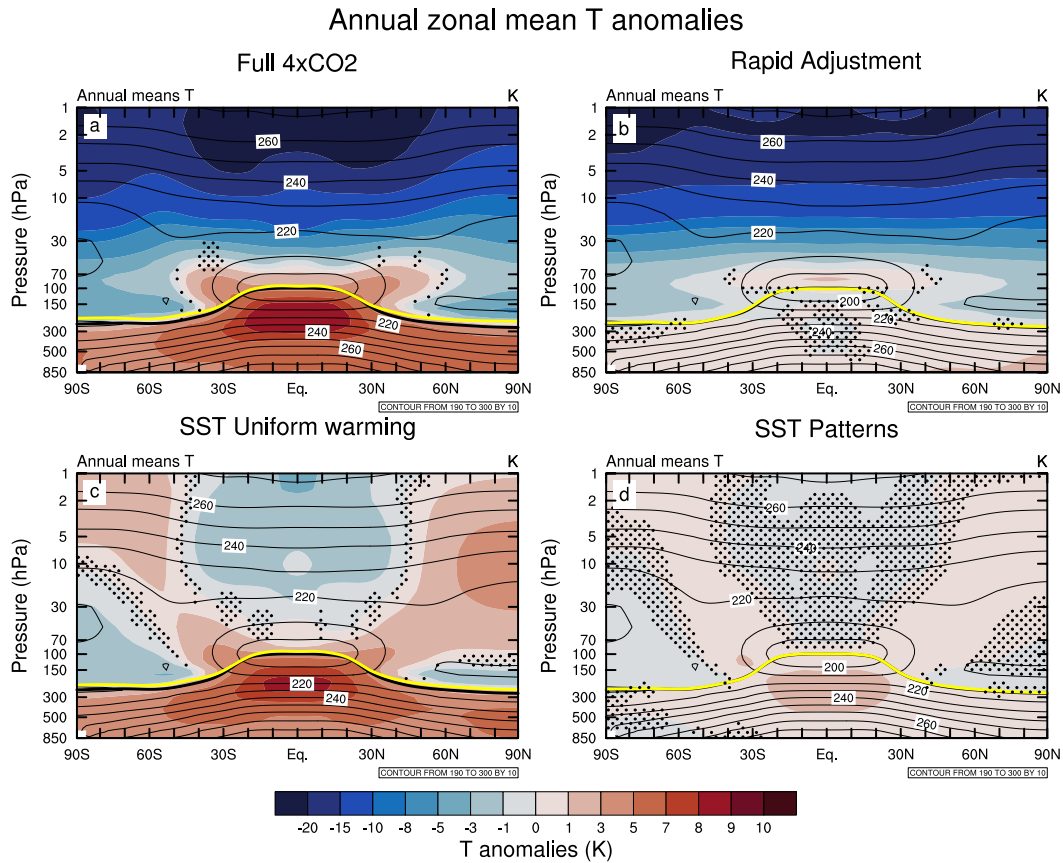 Annual zonal mean T anomalies
Full 4xCO2
Rapid Adjustment
Annual means T K
Annual means T K
a
b
Pressure (hPa)
1
2
5
10
30
70
100
150
300
500
850
260
240
220
220
240
260
90S 60S 30S Eq. 30N 60N 90N
CONTOUR FROM 190 TO 300 BY 10
Pressure (hPa)
1
2
5
10
30
70
100
150
300
500
850
260
240
220
200
220
240
260
90S 60S 30S Eq. 30N 60N 90N
CONTOUR FROM 190 TO 300 BY 10
SST Uniform warming
SST Patterns
Annual means T K
Annual means T K
c
d
Pressure (hPa)
1
2
5
10
30
70
100
150
300
500
850
260
240
220
220
240
90S 60S 30S Eq. 30N 60N 90N
CONTOUR FROM 190 TO 300 BY 10
Pressure (hPa)
1
2
5
10
30
70
100
150
300
500
850
260
240
220
200
220
240
260
90S 60S 30S Eq. 30N 60N 90N
CONTOUR FROM 190 TO 300 BY 10
-20 -15 -10 -8 -5 -3 -1 0 1 3 5 7 8 9 10
T anomalies (K)